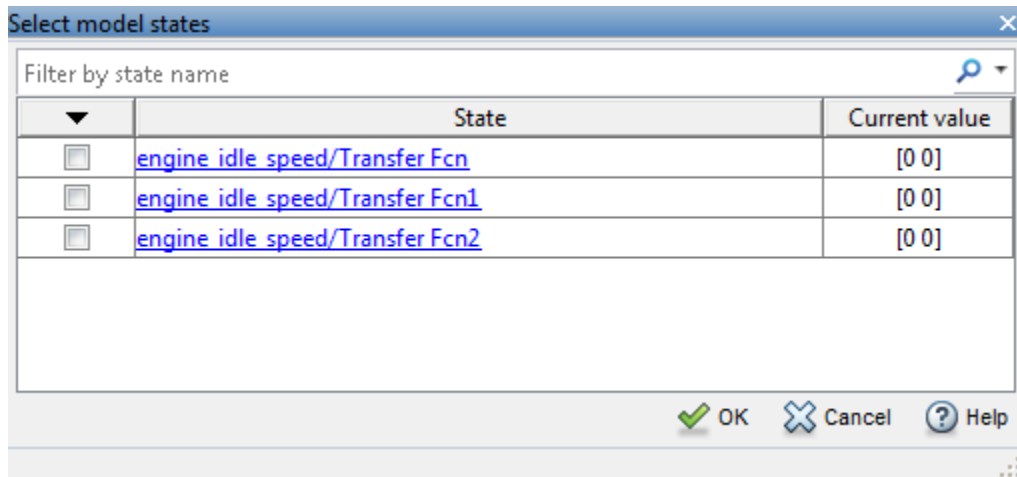 Select model states
Filter by state name
State Current value
engine_idle_speed/Transfer Fcn [0 0]
engine_idle_speed/Transfer Fcn1 [0 0]
engine_idle_speed/Transfer Fcn2 [0 0]
OK Cancel Help